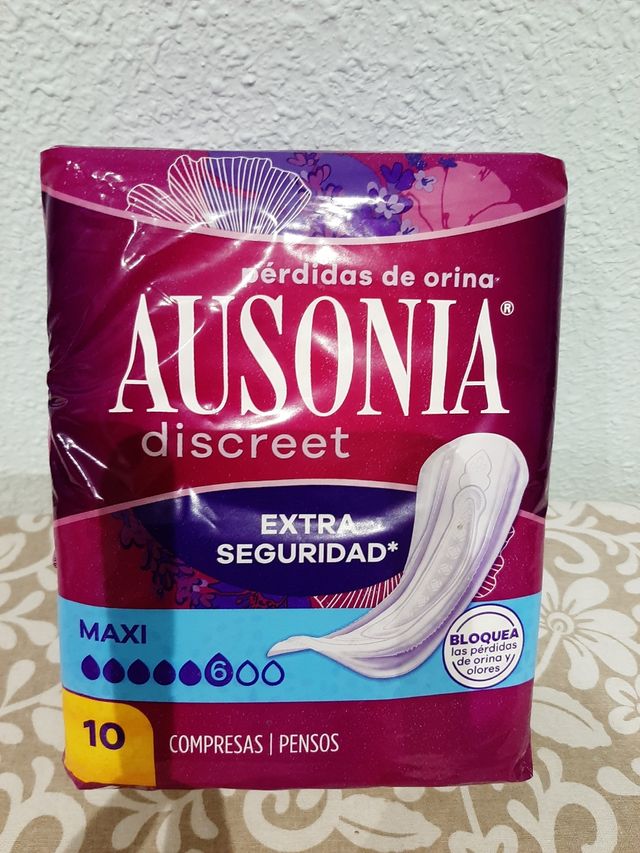 pérdidas de orina
AUSONIA®
discreet
EXTRA
SEGURIDAD*
MAXI
6
BLOQUEA
las pérdidas
de orina y
olores
10
COMPRESAS | PENSOS